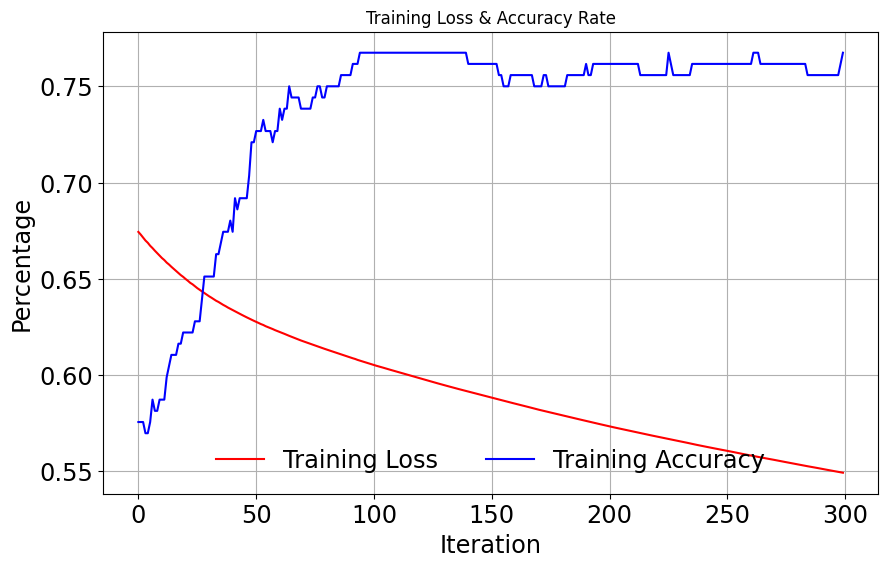 Training Loss & Accuracy Rate
0.75
0.70
0.65
0.60
0.55
Percentage
Training Loss
Training Accuracy
0 50 100 150 200 250 300
Iteration